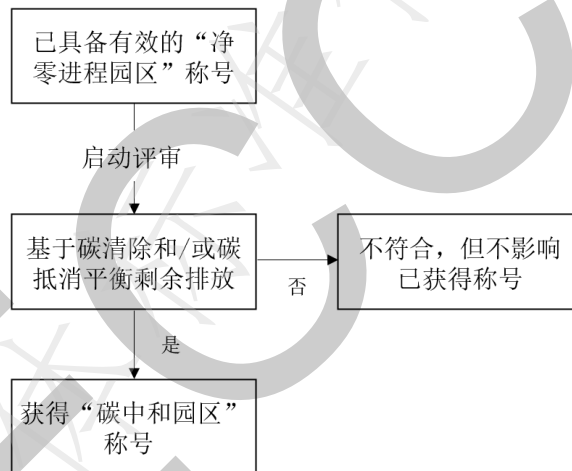 已具备有效的“净
零进程园区”称号
启动评审
基于碳清除和/或碳
抵消平衡剩余排放
否
不符合，但不影响
已获得称号
是
获得“碳中和园区”
称号